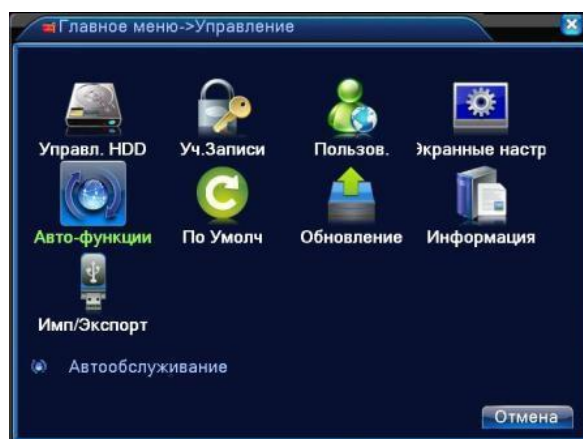 Главное меню->Управление
Управл. HDD Уч.Записи Пользов. Экранные настр
Авто-функции По Умолч Обновление Информация
Имп/Экспорт
Автообслуживание
Отмена